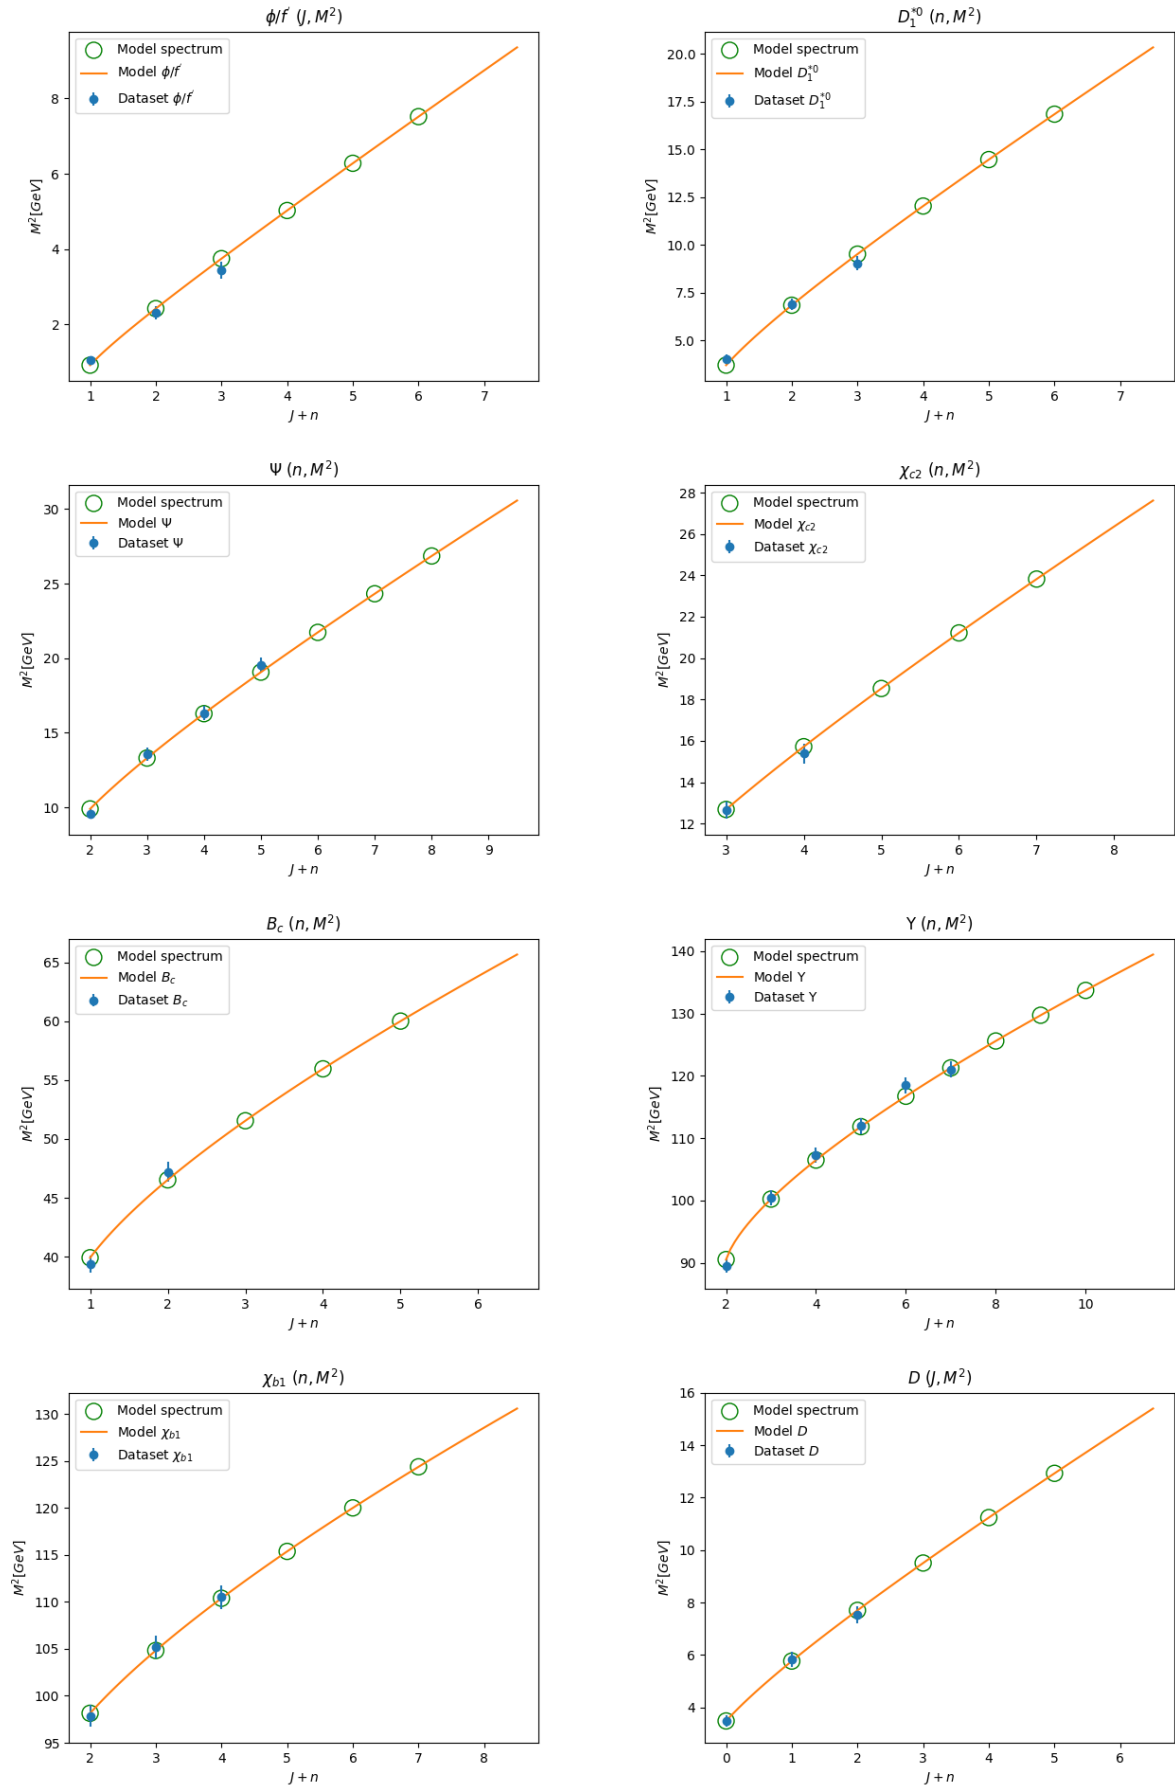 ϕ/f′ (J, M²)
Model spectrum
Model ϕ/f′
Dataset ϕ/f′
8
6
4
2
M²[GeV]
1 2 3 4 5 6 7
J + n
D₁*⁰ (n, M²)
Model spectrum
Model D₁*⁰
Dataset D₁*⁰
20.0
17.5
15.0
12.5
10.0
7.5
5.0
M²[GeV]
1 2 3 4 5 6 7
J + n
Ψ (n, M²)
Model spectrum
Model Ψ
Dataset Ψ
30
25
20
15
10
M²[GeV]
2 3 4 5 6 7 8 9
J + n
χc2 (n, M²)
Model spectrum
Model χc2
Dataset χc2
28
26
24
22
20
18
16
14
12
M²[GeV]
3 4 5 6 7 8
J + n
Bc (n, M²)
Model spectrum
Model Bc
Dataset Bc
65
60
55
50
45
40
M²[GeV]
1 2 3 4 5 6
J + n
Υ (n, M²)
Model spectrum
Model Υ
Dataset Υ
140
130
120
110
100
90
M²[GeV]
2 4 6 8 10
J + n
χb1 (n, M²)
Model spectrum
Model χb1
Dataset χb1
130
125
120
115
110
105
100
95
M²[GeV]
2 3 4 5 6 7 8
J + n
D (J, M²)
Model spectrum
Model D
Dataset D
16
14
12
10
8
6
4
M²[GeV]
0 1 2 3 4 5 6
J + n